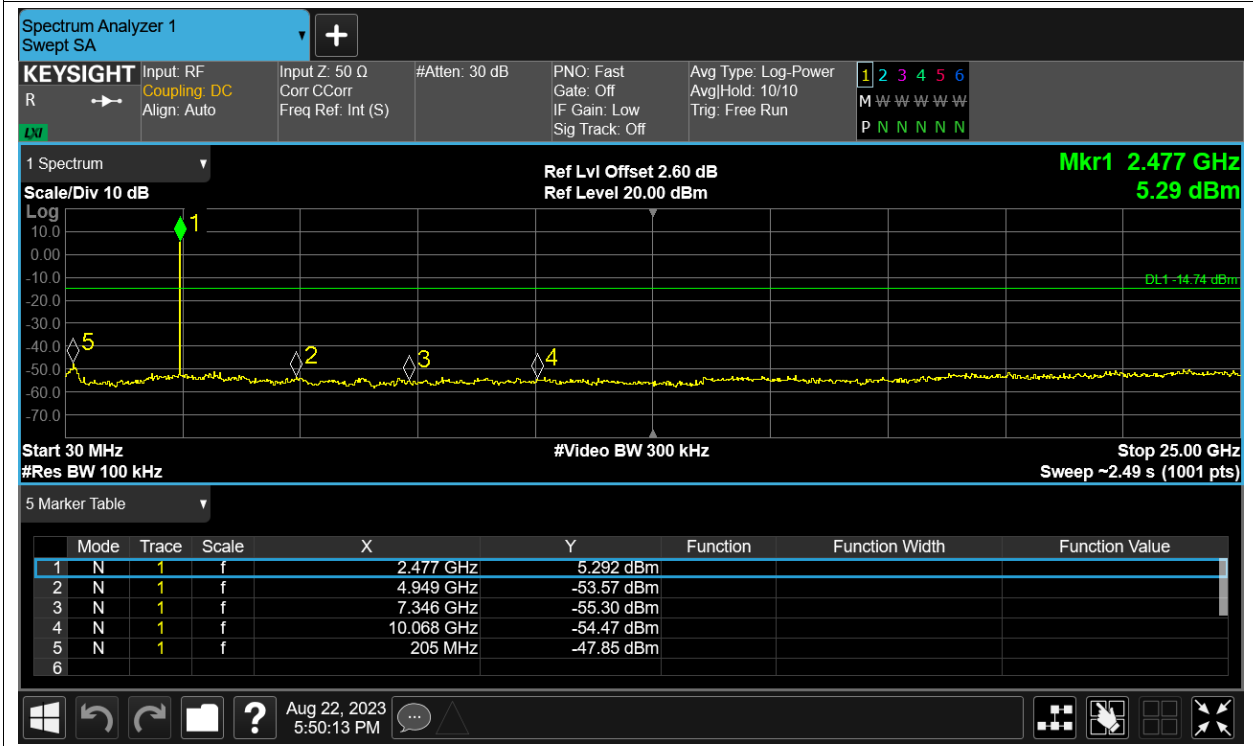 Spectrum Analyzer 1
Swept SA
+
KEYSIGHT Input: RF Input Z: 50 Ω #Atten: 30 dB PNO: Fast Avg Type: Log-Power 1 2 3 4 5 6
R Coupling: DC Corr CCorr Gate: Off Avg|Hold: 10/10 M W W W W W
Align: Auto Freq Ref: Int (S) IF Gain: Low Trig: Free Run
LXI Sig Track: Off P N N N N N
1 Spectrum Ref Lvl Offset 2.60 dB Mkr1 2.477 GHz
Scale/Div 10 dB Ref Level 20.00 dBm 5.29 dBm
Log
1
10.0
0.00
-10.0
DL1 -14.74 dBm
-20.0
-30.0
-40.0
5
2
3
4
-50.0
-60.0
-70.0
Start 30 MHz #Video BW 300 kHz Stop 25.00 GHz
#Res BW 100 kHz Sweep ~2.49 s (1001 pts)
5 Marker Table
Mode Trace Scale X Y Function Function Width Function Value
1 N 1 f 2.477 GHz 5.292 dBm
2 N 1 f 4.949 GHz -53.57 dBm
3 N 1 f 7.346 GHz -55.30 dBm
4 N 1 f 10.068 GHz -54.47 dBm
5 N 1 f 205 MHz -47.85 dBm
6
? Aug 22, 2023
5:50:13 PM